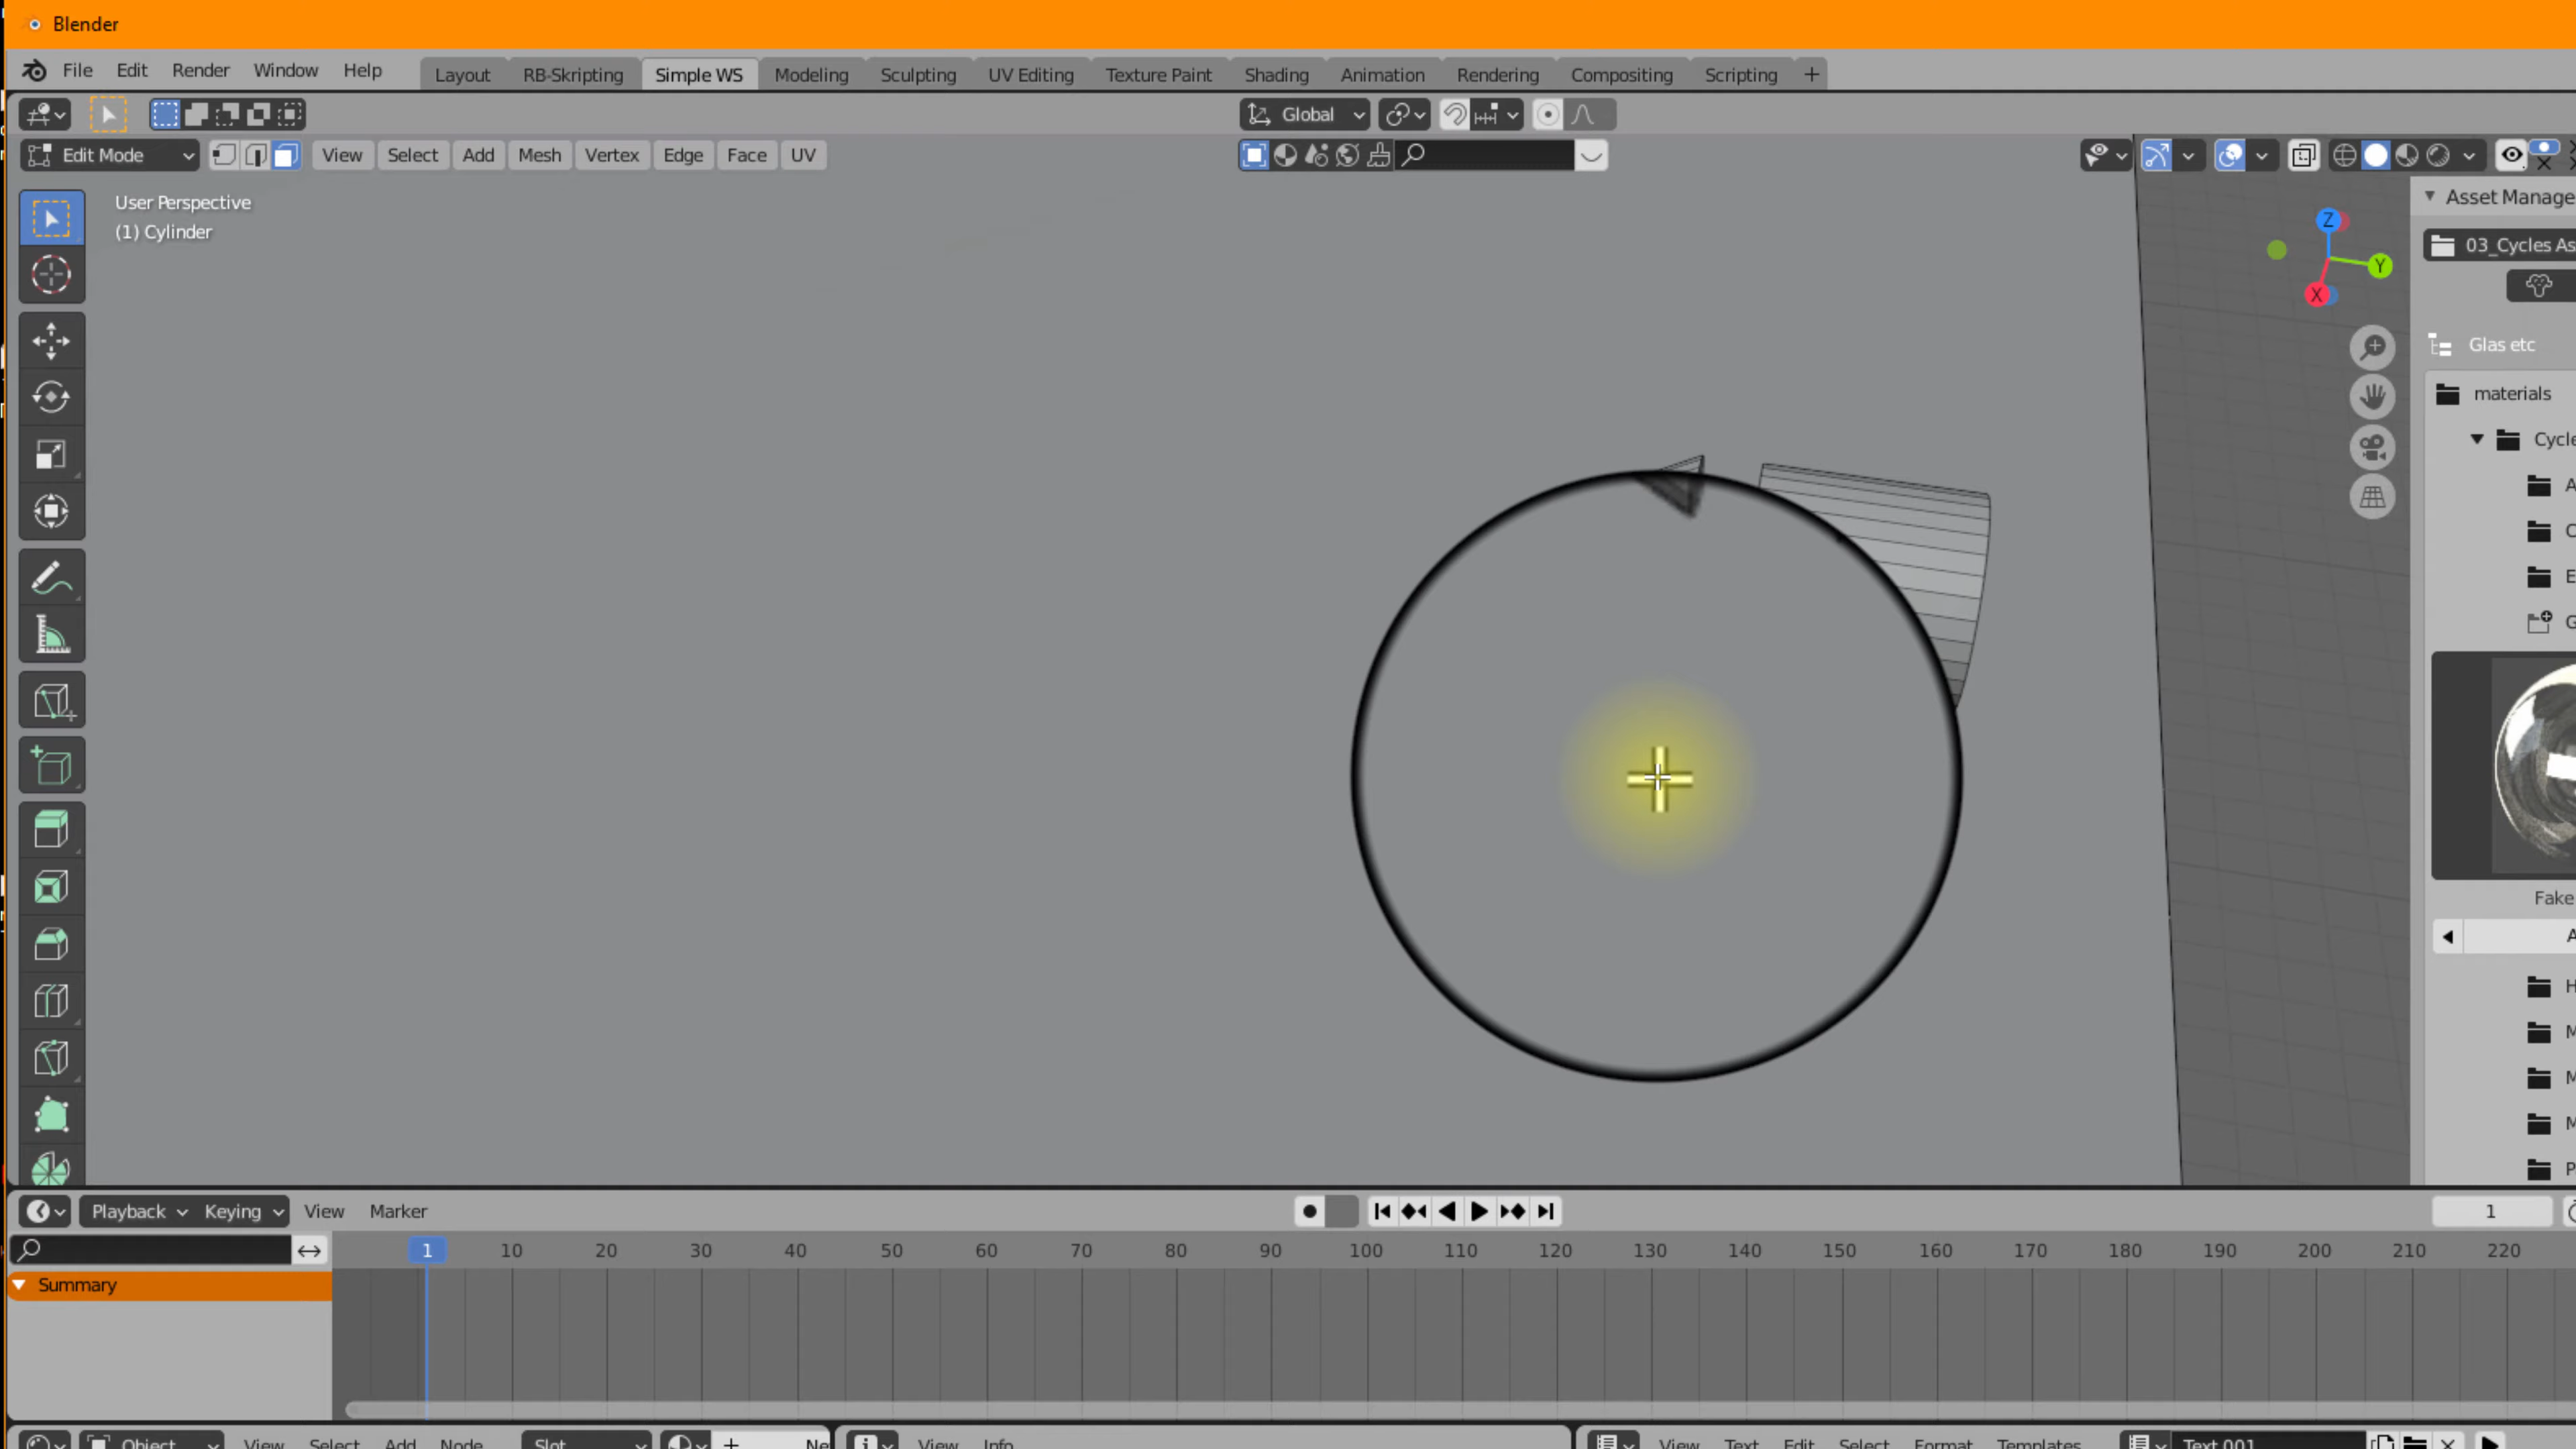 Blender
File Edit Render Window Help Layout RB-Skripting Simple WS Modeling Sculpting UV Editing Texture Paint Shading Animation Rendering Compositing Scripting +
Global
Edit Mode View Select Add Mesh Vertex Edge Face UV
User Perspective
(1) Cylinder
Z
Y
X
Asset Manage
03_Cycles As
Glas etc
materials
Cycle
A
C
E
G
Fake
A
H
M
M
M
P
Playback Keying View Marker 1
1 10 20 30 40 50 60 70 80 90 100 110 120 130 140 150 160 170 180 190 200 210 220
Summary
Object View Select Add Node Slot Ne View Info View Text Edit Select Format Templates Text.001